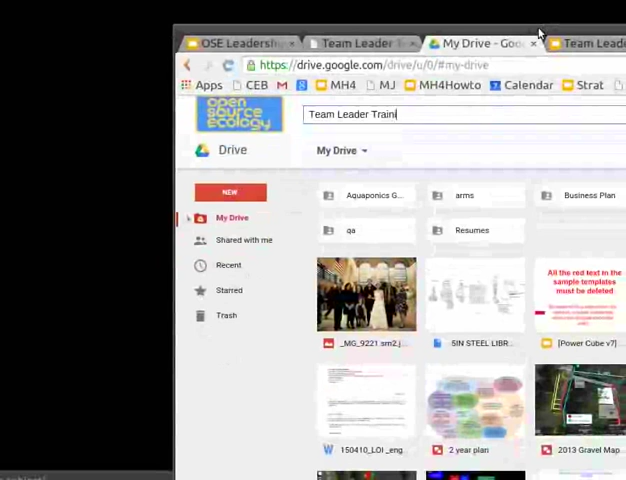 OSE Leadersh
Team Leader T
My Drive - Goo
Team Lead
https://drive.google.com/drive/u/0/#my-drive
Apps CEB MH4 MJ MH4Howto Calendar Strat
open source ecology
Team Leader Traini
Drive
My Drive
NEW
My Drive
Shared with me
Recent
Starred
Trash
Aquaponics G...
arms
Business Plan
qa
Resumes
All the red text in the
sample templates
must be deleted
_MG_9221 sm2.j...
5IN STEEL LIBR...
[Power Cube v7]
150410_LOI _eng
2 year plan
2013 Gravel Map